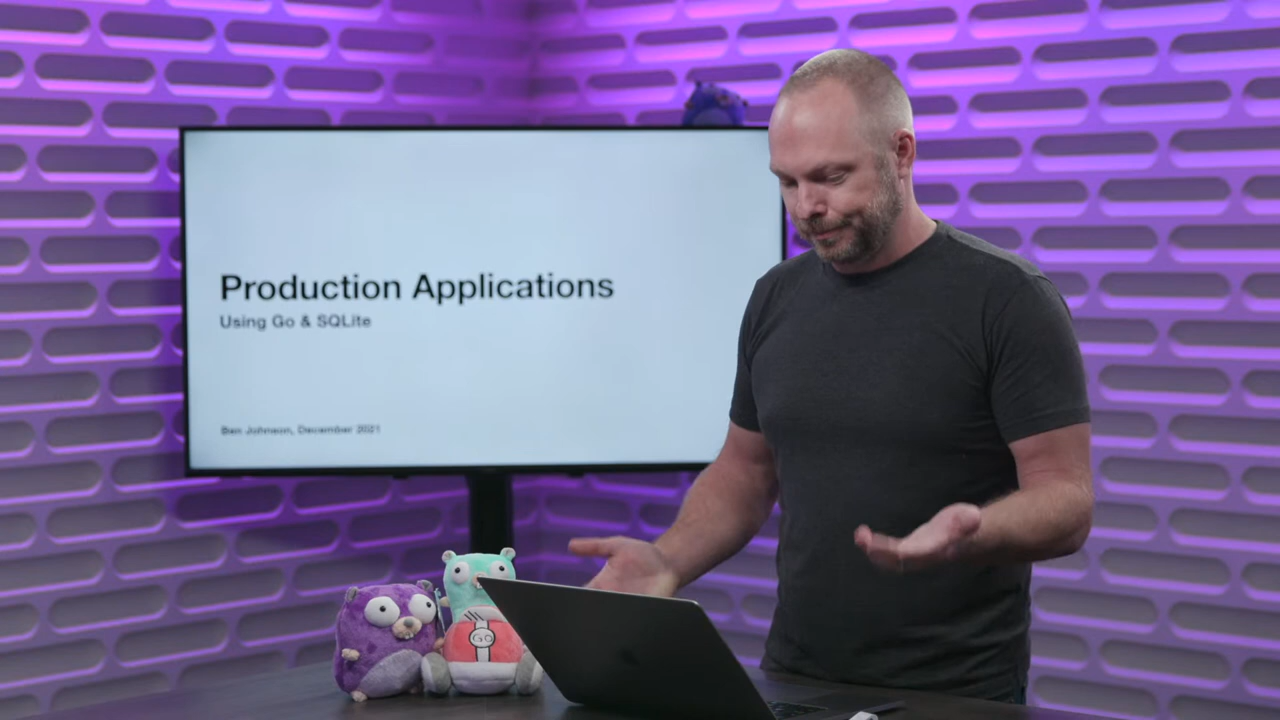 Production Applications
Using Go & SQLite
Ben Johnson, December 2021
GO